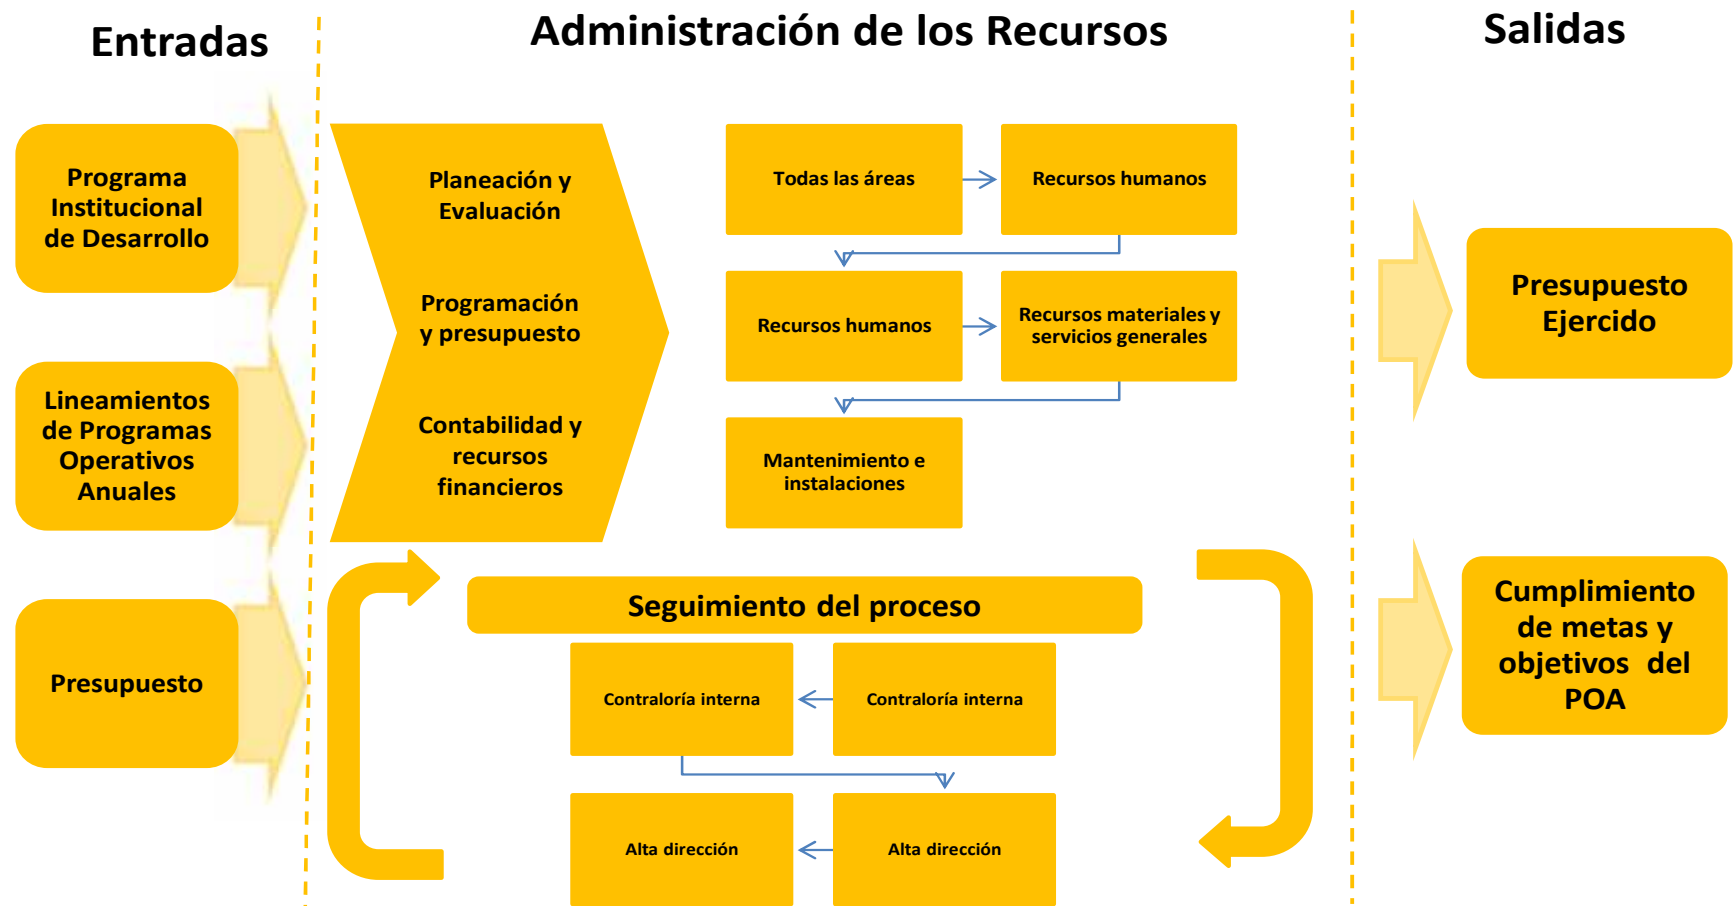 Entradas
Administración de los Recursos
Salidas
Programa
Institucional
de Desarrollo
Lineamientos
de Programas
Operativos
Anuales
Presupuesto
Planeación y
Evaluación
Programación
y presupuesto
Contabilidad y
recursos
financieros
Todas las áreas
Recursos humanos
Recursos humanos
Recursos materiales y
servicios generales
Mantenimiento e
instalaciones
Seguimiento del proceso
Contraloría interna
Contraloría interna
Alta dirección
Alta dirección
Presupuesto
Ejercido
Cumplimiento
de metas y
objetivos del
POA